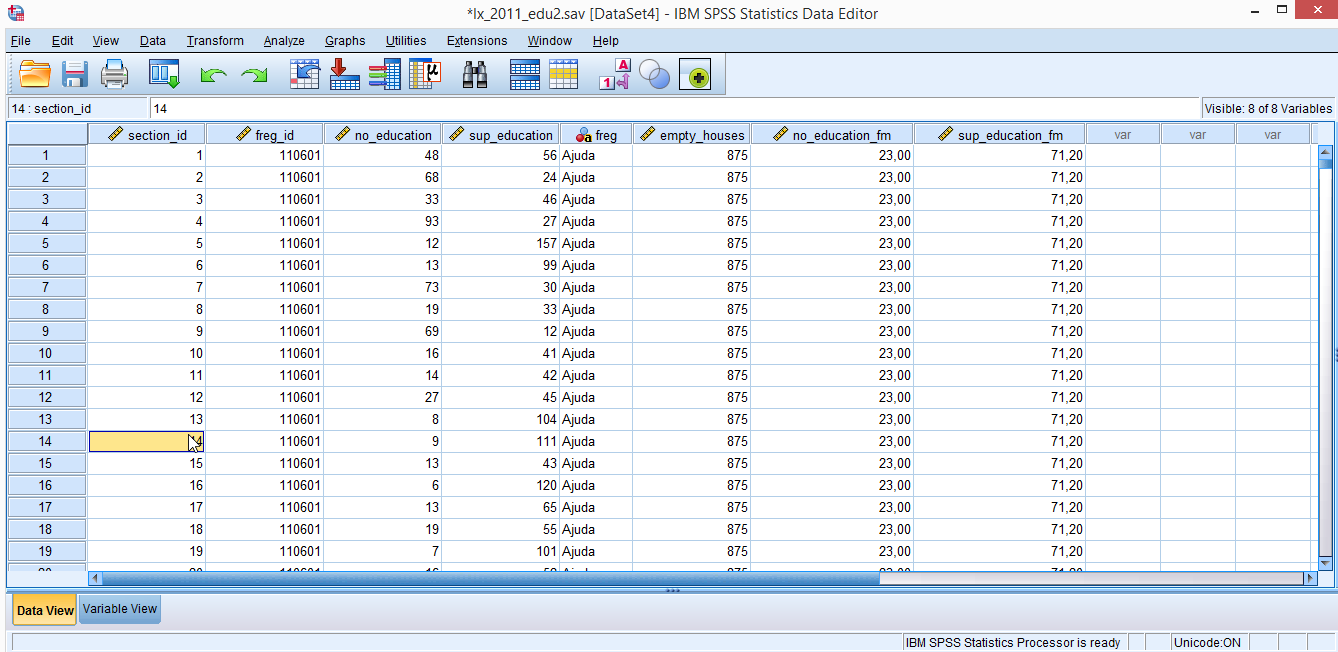 *lx_2011_edu2.sav [DataSet4] - IBM SPSS Statistics Data Editor
File Edit View Data Transform Analyze Graphs Utilities Extensions Window Help
14 : section_id 14 Visible: 8 of 8 Variables
section_id freg_id no_education sup_education freg empty_houses no_education_fm sup_education_fm var var var
1 1 110601 48 56 Ajuda 875 23,00 71,20
2 2 110601 68 24 Ajuda 875 23,00 71,20
3 3 110601 33 46 Ajuda 875 23,00 71,20
4 4 110601 93 27 Ajuda 875 23,00 71,20
5 5 110601 12 157 Ajuda 875 23,00 71,20
6 6 110601 13 99 Ajuda 875 23,00 71,20
7 7 110601 73 30 Ajuda 875 23,00 71,20
8 8 110601 19 33 Ajuda 875 23,00 71,20
9 9 110601 69 12 Ajuda 875 23,00 71,20
10 10 110601 16 41 Ajuda 875 23,00 71,20
11 11 110601 14 42 Ajuda 875 23,00 71,20
12 12 110601 27 45 Ajuda 875 23,00 71,20
13 13 110601 8 104 Ajuda 875 23,00 71,20
14 14 110601 9 111 Ajuda 875 23,00 71,20
15 15 110601 13 43 Ajuda 875 23,00 71,20
16 16 110601 6 120 Ajuda 875 23,00 71,20
17 17 110601 13 65 Ajuda 875 23,00 71,20
18 18 110601 19 55 Ajuda 875 23,00 71,20
19 19 110601 7 101 Ajuda 875 23,00 71,20
Data View Variable View
IBM SPSS Statistics Processor is ready Unicode:ON